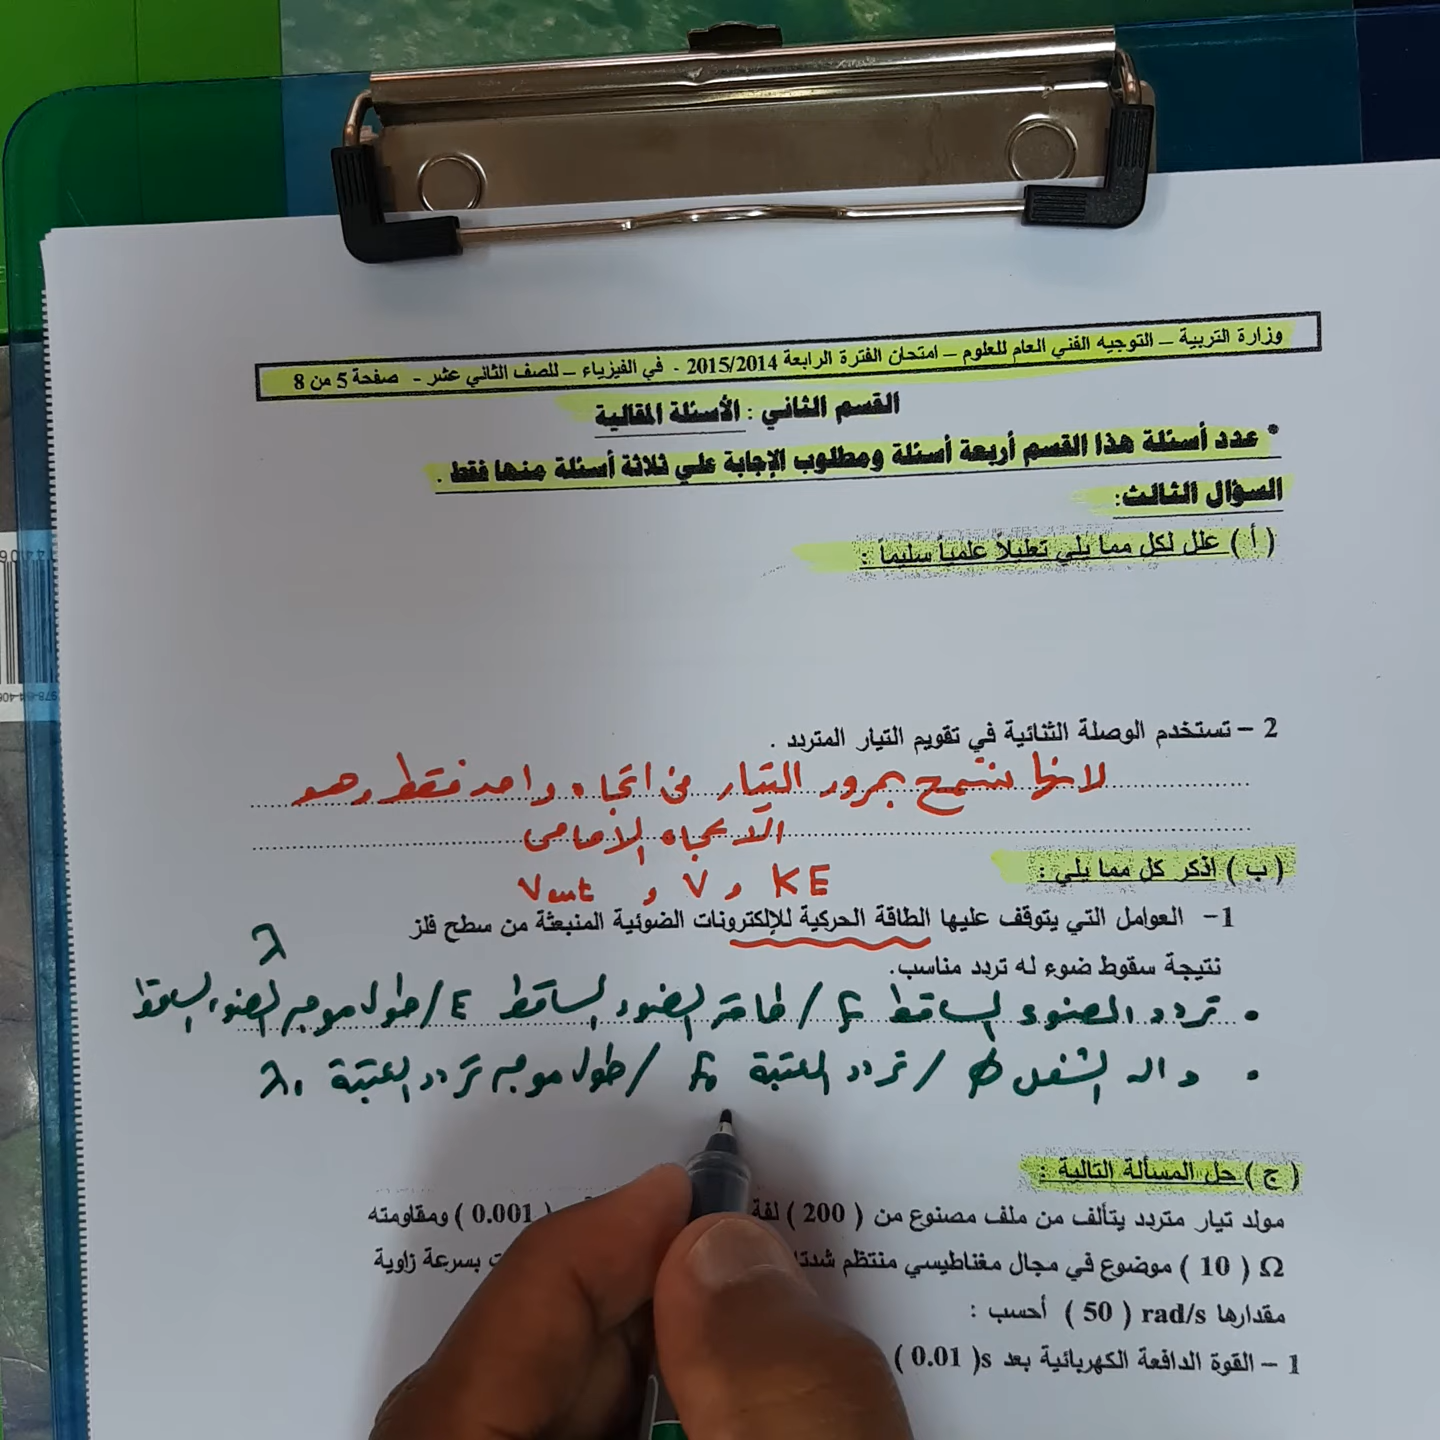 وزارة التربية – التوجيه الفني العام للعلوم – امتحان الفترة الرابعة 2015/2014 - في الفيزياء – للصف الثاني عشر - صفحة 5 من 8
القسم الثاني : الأسئلة المقالية
* عدد أسئلة هذا القسم أربعة أسئلة ومطلوب الإجابة علي ثلاثة أسئلة منها فقط .
السؤال الثالث:
( أ ) علل لكل مما يلي تعليلاً علمياً سليماً :
2 – تستخدم الوصلة الثنائية في تقويم التيار المتردد .
لانها تسمح بمرور التيار في اتجاه واحد فقط وهو
الاتجاه الأمامي
( ب ) اذكر كل مما يلي :
KE و V و Vcut
1- العوامل التي يتوقف عليها الطاقة الحركية للإلكترونات الضوئية المنبعثة من سطح فلز
نتيجة سقوط ضوء له تردد مناسب.
λ
• تردد الضوء الساقط f / طاقة الضوء الساقط E / طول موجه الضوء الساقط
• داله الشغل φ / تردد العتبة f₀ / طول موجه تردد العتبة λ₀
( ج ) حل المسألة التالية :
مولد تيار متردد يتألف من ملف مصنوع من ( 200 ) لفة ( 0.001 ) ومقاومته
Ω ( 10 ) موضوع في مجال مغناطيسي منتظم بسرعة زاوية
مقدارها rad/s ( 50 ) أحسب :
1 – القوة الدافعة الكهربائية بعد s( 0.01 )